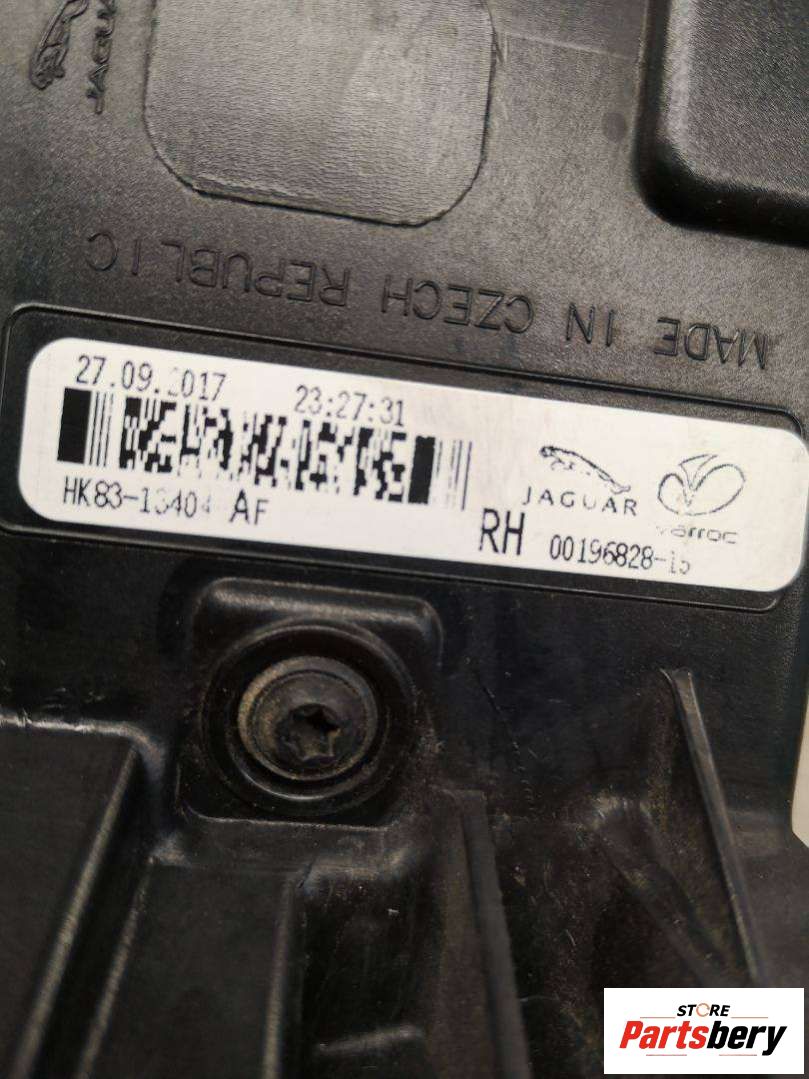 JAGUA
MADE IN CZECH REPUBLIC
27.09.2017 23:27:31
HK83-13404 AF
RH
JAGUAR
varroc
00196828-15
STORE
Partsbery